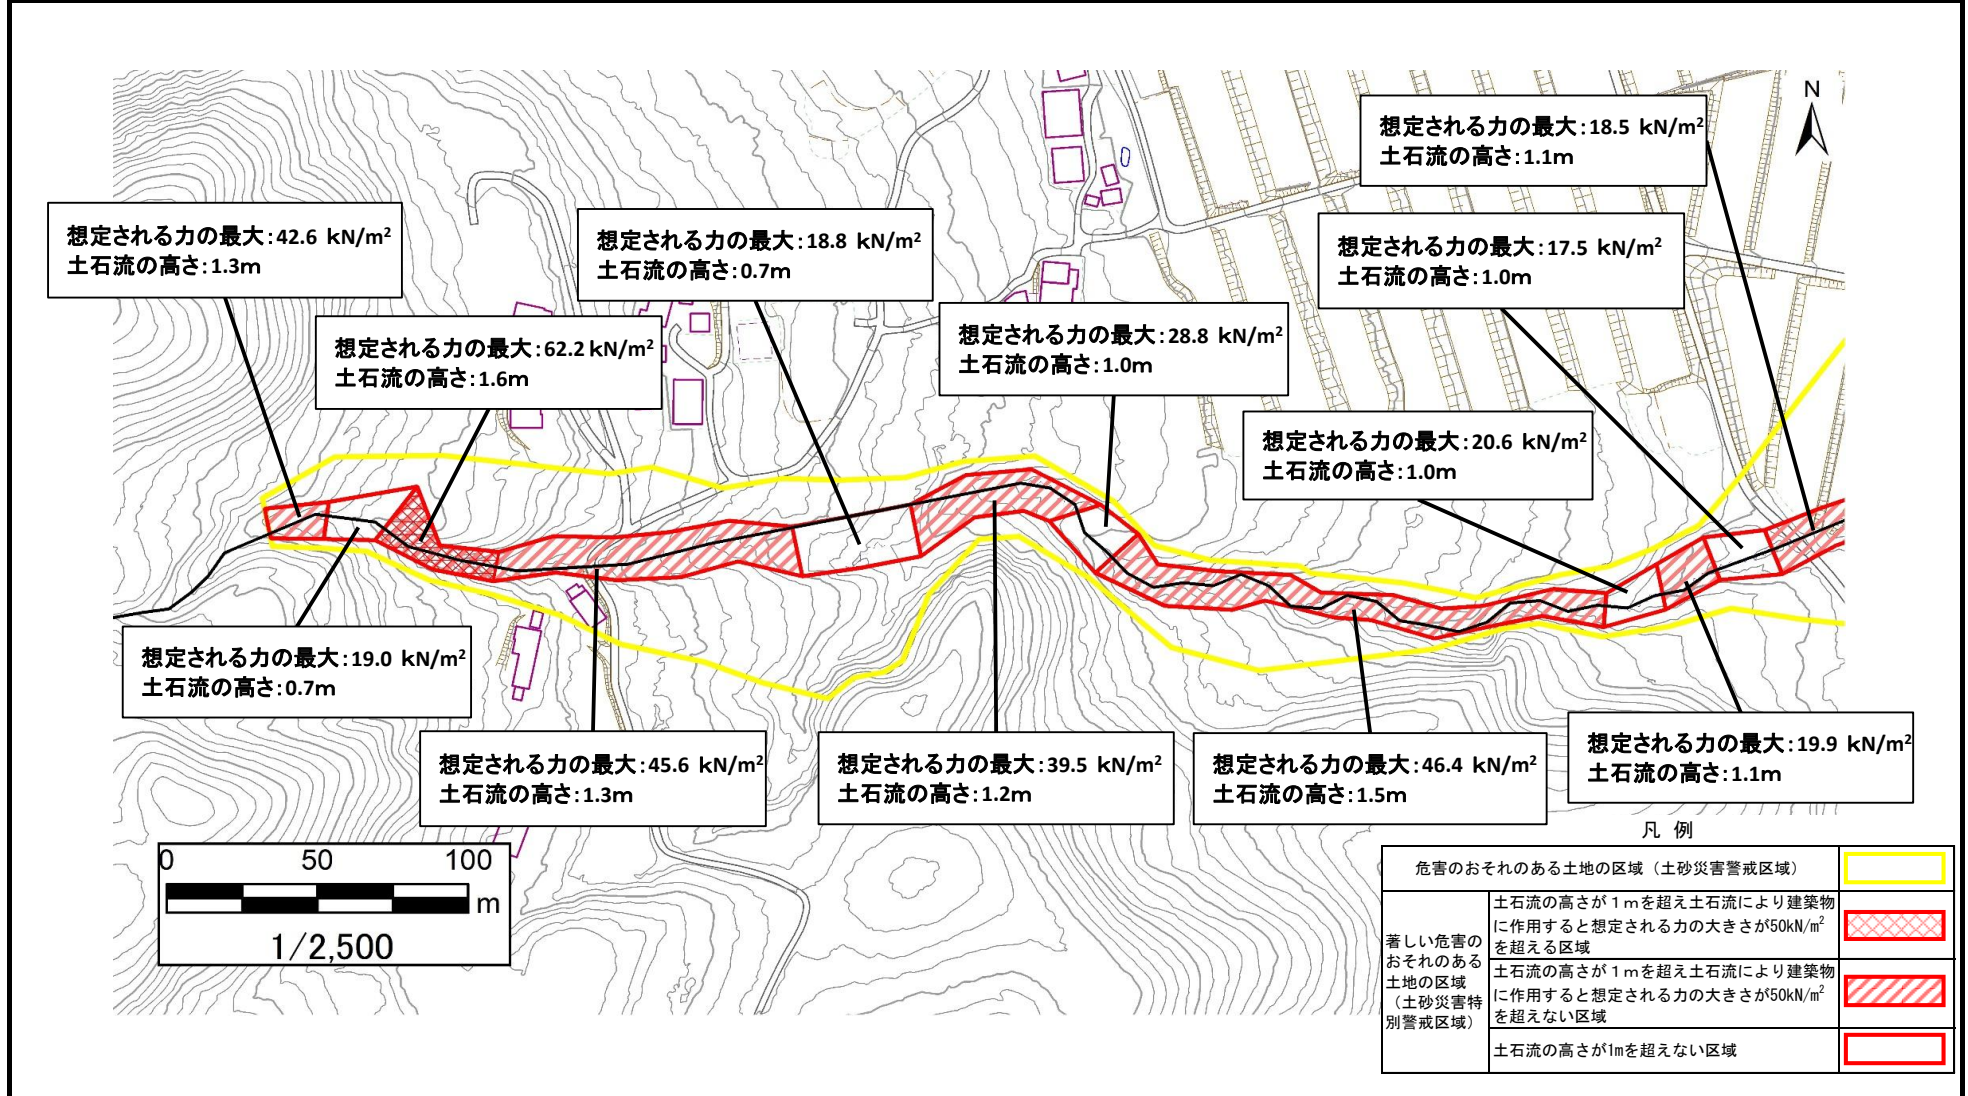 N
想定される力の最大:18.5 kN/m²
土石流の高さ:1.1m
想定される力の最大:42.6 kN/m²
土石流の高さ:1.3m
想定される力の最大:18.8 kN/m²
土石流の高さ:0.7m
想定される力の最大:17.5 kN/m²
土石流の高さ:1.0m
想定される力の最大:62.2 kN/m²
土石流の高さ:1.6m
想定される力の最大:28.8 kN/m²
土石流の高さ:1.0m
想定される力の最大:20.6 kN/m²
土石流の高さ:1.0m
想定される力の最大:19.0 kN/m²
土石流の高さ:0.7m
想定される力の最大:45.6 kN/m²
土石流の高さ:1.3m
想定される力の最大:39.5 kN/m²
土石流の高さ:1.2m
想定される力の最大:46.4 kN/m²
土石流の高さ:1.5m
想定される力の最大:19.9 kN/m²
土石流の高さ:1.1m
0 50 100
m
1/2,500
凡 例
危害のおそれのある土地の区域（土砂災害警戒区域）
著しい危害の
おそれのある
土地の区域
（土砂災害特
別警戒区域）
土石流の高さが１ｍを超え土石流により建築物
に作用すると想定される力の大きさが50kN/m²
を超える区域
土石流の高さが１ｍを超え土石流により建築物
に作用すると想定される力の大きさが50kN/m²
を超えない区域
土石流の高さが1mを超えない区域